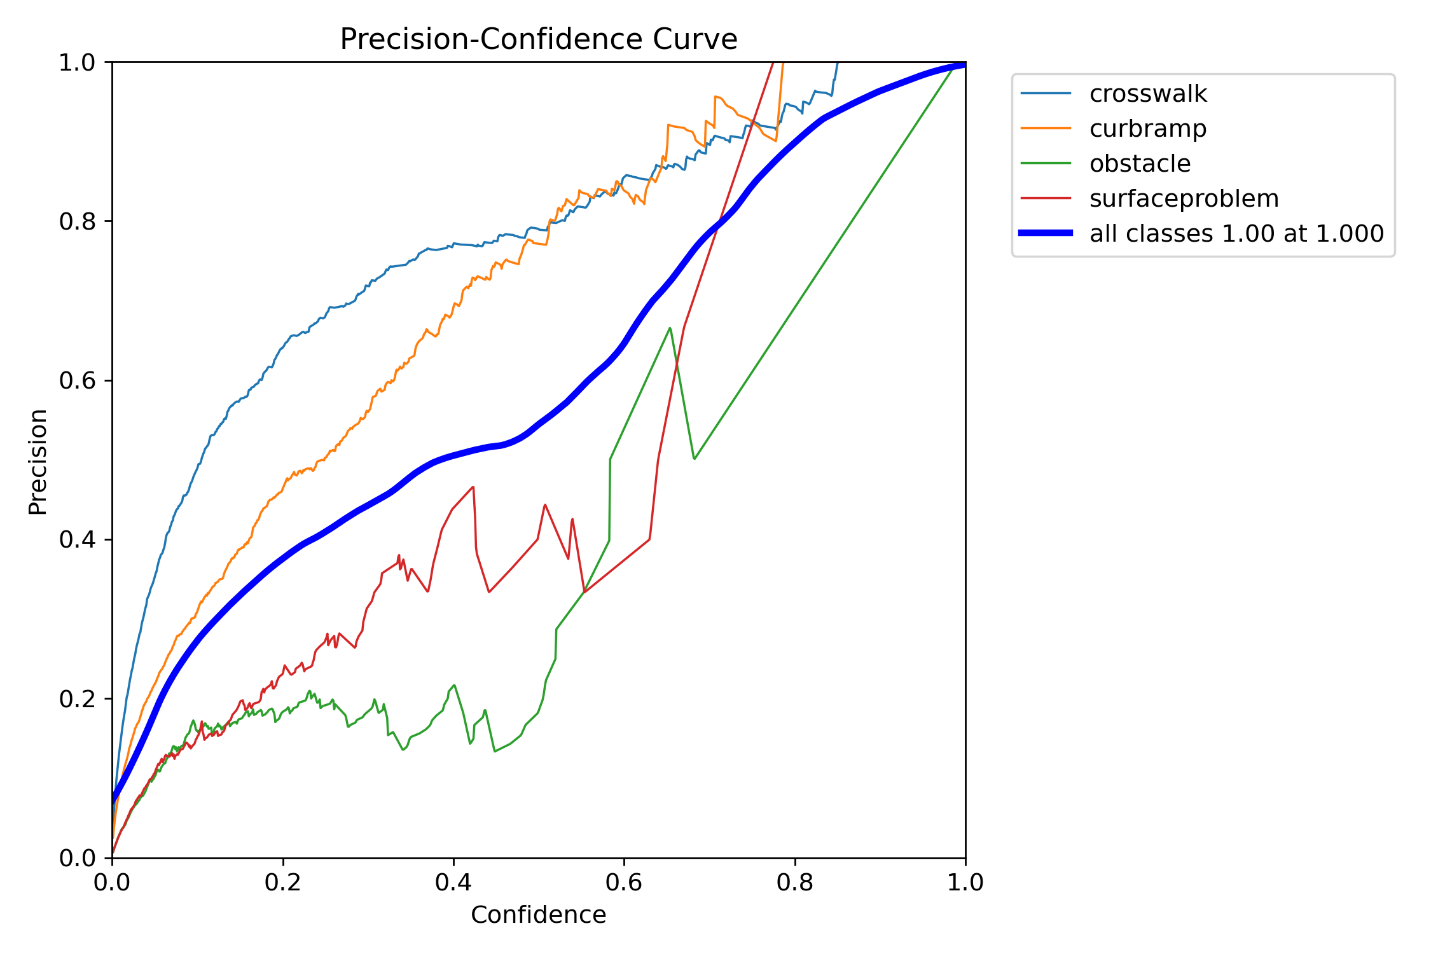 Precision-Confidence Curve
1.0
0.8
0.6
0.4
0.2
0.0
Precision
0.0 0.2 0.4 0.6 0.8 1.0
Confidence
crosswalk
curbramp
obstacle
surfaceproblem
all classes 1.00 at 1.000